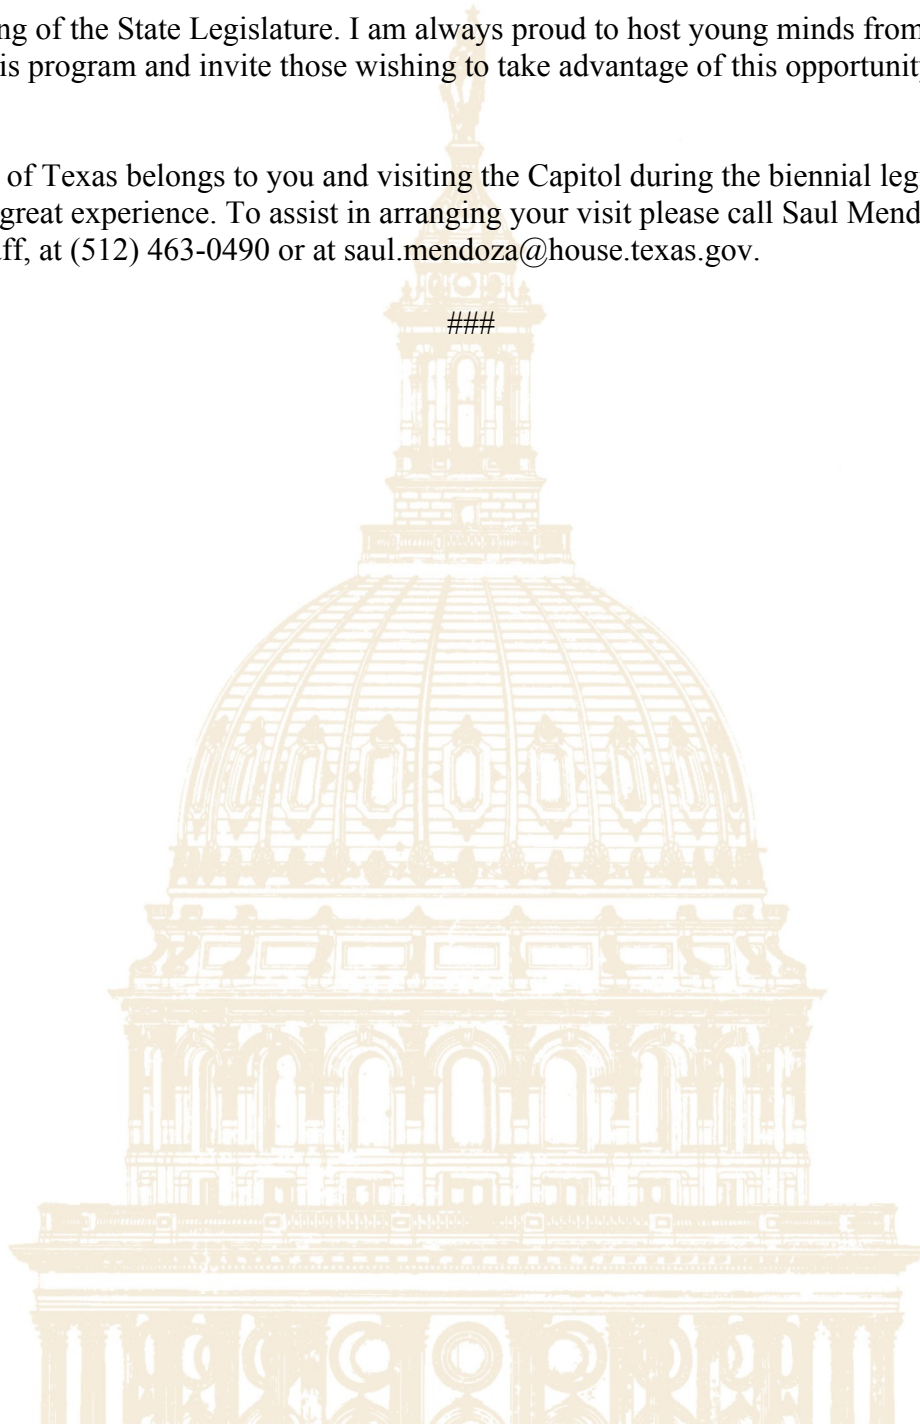 ng of the State Legislature. I am always proud to host young minds from
is program and invite those wishing to take advantage of this opportunity
of Texas belongs to you and visiting the Capitol during the biennial leg
great experience. To assist in arranging your visit please call Saul Mend
ff, at (512) 463-0490 or at saul.mendoza@house.texas.gov.
###